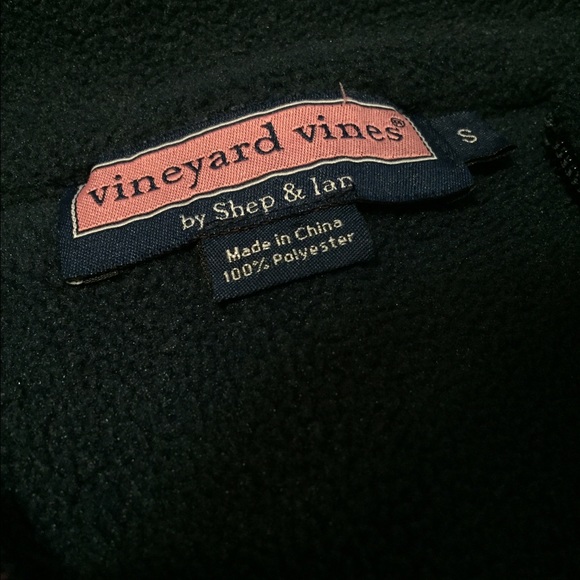 vineyard vines®
by Shep & Ian
S
Made in China
100% Polyester